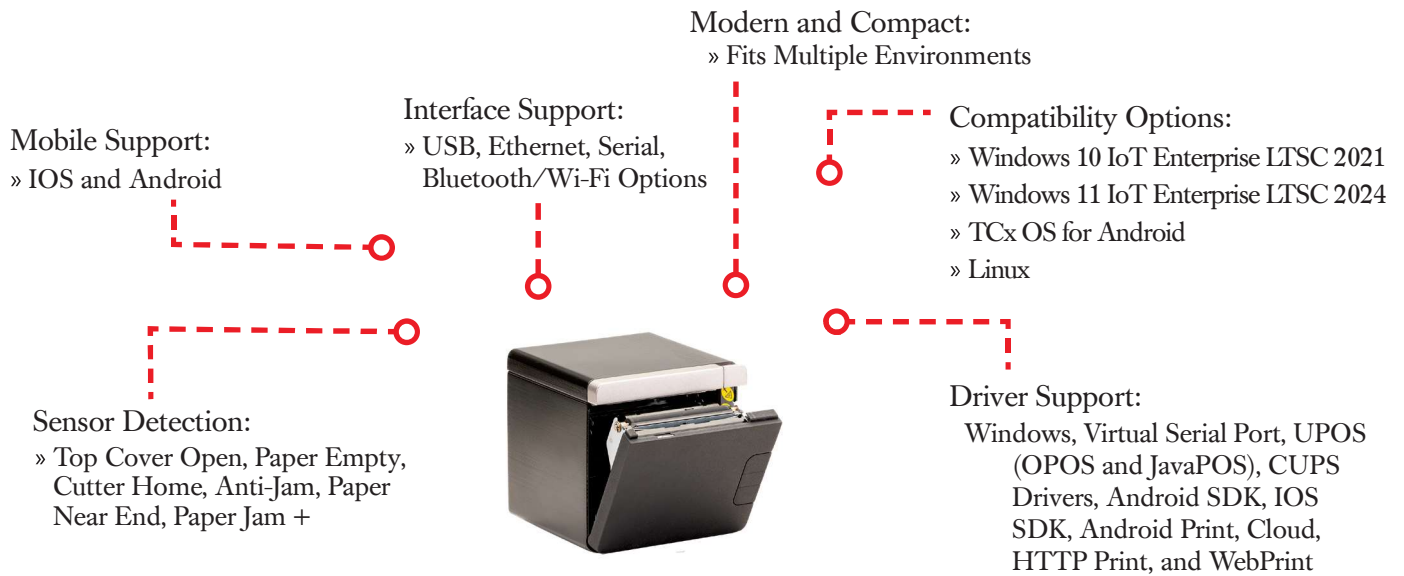 Modern and Compact:
» Fits Multiple Environments
Interface Support:
» USB, Ethernet, Serial,
Bluetooth/Wi-Fi Options
Mobile Support:
» IOS and Android
Compatibility Options:
» Windows 10 IoT Enterprise LTSC 2021
» Windows 11 IoT Enterprise LTSC 2024
» TCx OS for Android
» Linux
Sensor Detection:
» Top Cover Open, Paper Empty,
Cutter Home, Anti-Jam, Paper
Near End, Paper Jam +
Driver Support:
Windows, Virtual Serial Port, UPOS
(OPOS and JavaPOS), CUPS
Drivers, Android SDK, IOS
SDK, Android Print, Cloud,
HTTP Print, and WebPrint